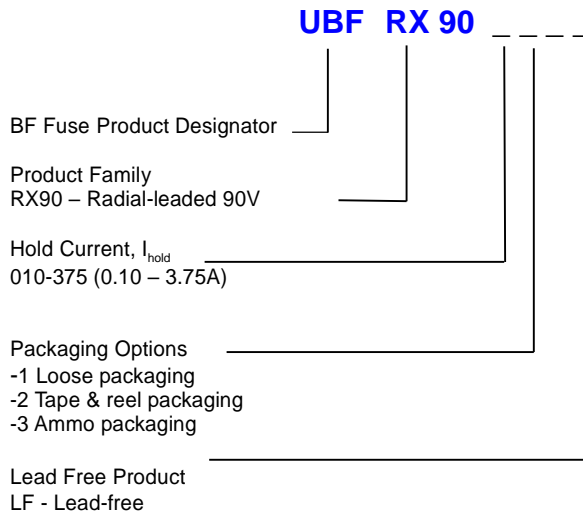 UBF RX 90 _ _ _ _
BF Fuse Product Designator
Product Family
RX90 – Radial-leaded 90V
Hold Current, Ihold
010-375 (0.10 – 3.75A)
Packaging Options
-1 Loose packaging
-2 Tape & reel packaging
-3 Ammo packaging
Lead Free Product
LF - Lead-free